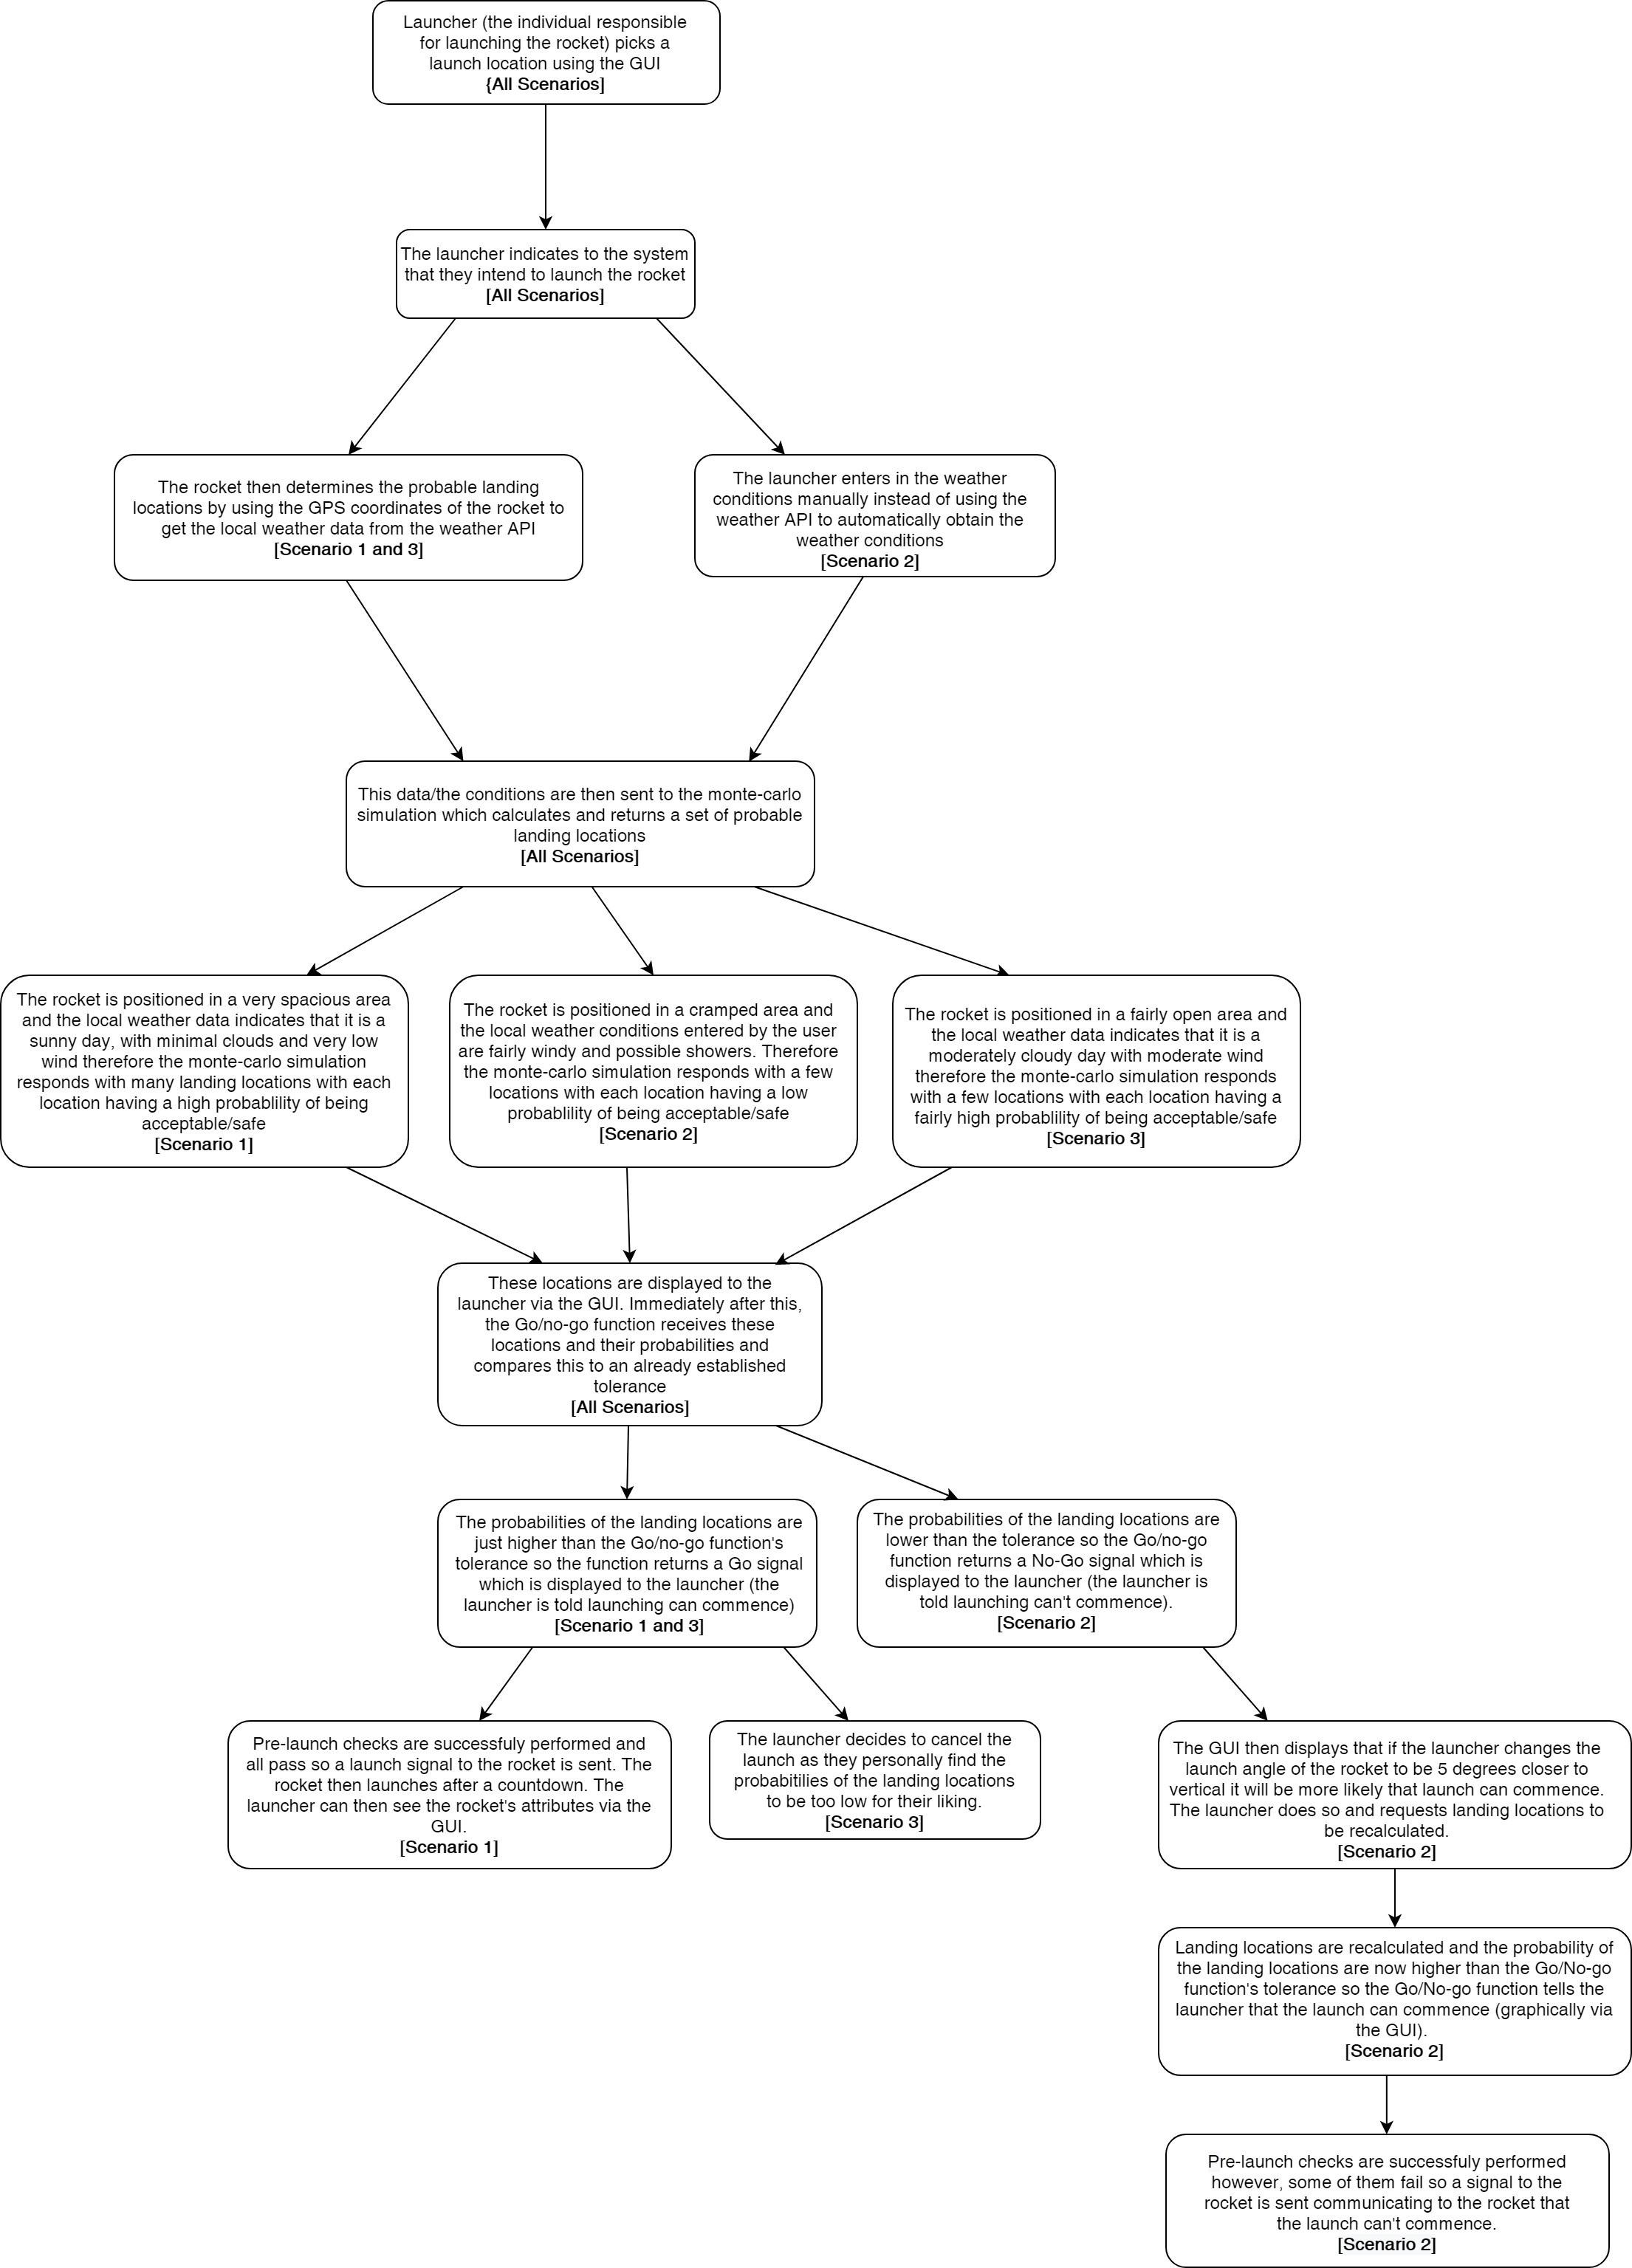 Launcher (the individual responsible
for launching the rocket) picks a
launch location using the GUI
{All Scenarios]
The launcher indicates to the system
that they intend to launch the rocket
[All Scenarios]
The rocket then determines the probable landing
locations by using the GPS coordinates of the rocket to
get the local weather data from the weather API
[Scenario 1 and 3]
The launcher enters in the weather
conditions manually instead of using the
weather API to automatically obtain the
weather conditions
[Scenario 2]
This data/the conditions are then sent to the monte-carlo
simulation which calculates and returns a set of probable
landing locations
[All Scenarios]
The rocket is positioned in a very spacious area
and the local weather data indicates that it is a
sunny day, with minimal clouds and very low
wind therefore the monte-carlo simulation
responds with many landing locations with each
location having a high probablility of being
acceptable/safe
[Scenario 1]
The rocket is positioned in a cramped area and
the local weather conditions entered by the user
are fairly windy and possible showers. Therefore
the monte-carlo simulation responds with a few
locations with each location having a low
probablility of being acceptable/safe
[Scenario 2]
The rocket is positioned in a fairly open area and
the local weather data indicates that it is a
moderately cloudy day with moderate wind
therefore the monte-carlo simulation responds
with a few locations with each location having a
fairly high probablility of being acceptable/safe
[Scenario 3]
These locations are displayed to the
launcher via the GUI. Immediately after this,
the Go/no-go function receives these
locations and their probabilities and
compares this to an already established
tolerance
[All Scenarios]
The probabilities of the landing locations are
just higher than the Go/no-go function's
tolerance so the function returns a Go signal
which is displayed to the launcher (the
launcher is told launching can commence)
[Scenario 1 and 3]
The probabilities of the landing locations are
lower than the tolerance so the Go/no-go
function returns a No-Go signal which is
displayed to the launcher (the launcher is
told launching can't commence).
[Scenario 2]
Pre-launch checks are successfuly performed and
all pass so a launch signal to the rocket is sent. The
rocket then launches after a countdown. The
launcher can then see the rocket's attributes via the
GUI.
[Scenario 1]
The launcher decides to cancel the
launch as they personally find the
probabitilies of the landing locations
to be too low for their liking.
[Scenario 3]
The GUI then displays that if the launcher changes the
launch angle of the rocket to be 5 degrees closer to
vertical it will be more likely that launch can commence.
The launcher does so and requests landing locations to
be recalculated.
[Scenario 2]
Landing locations are recalculated and the probability of
the landing locations are now higher than the Go/No-go
function's tolerance so the Go/No-go function tells the
launcher that the launch can commence (graphically via
the GUI).
[Scenario 2]
Pre-launch checks are successfuly performed
however, some of them fail so a signal to the
rocket is sent communicating to the rocket that
the launch can't commence.
[Scenario 2]